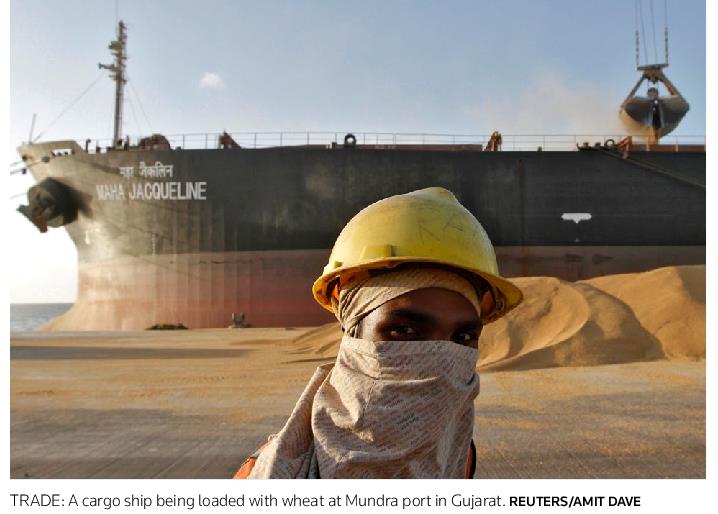 महा जैकलिन
MAHA JACQUELINE
TRADE: A cargo ship being loaded with wheat at Mundra port in Gujarat. REUTERS/AMIT DAVE